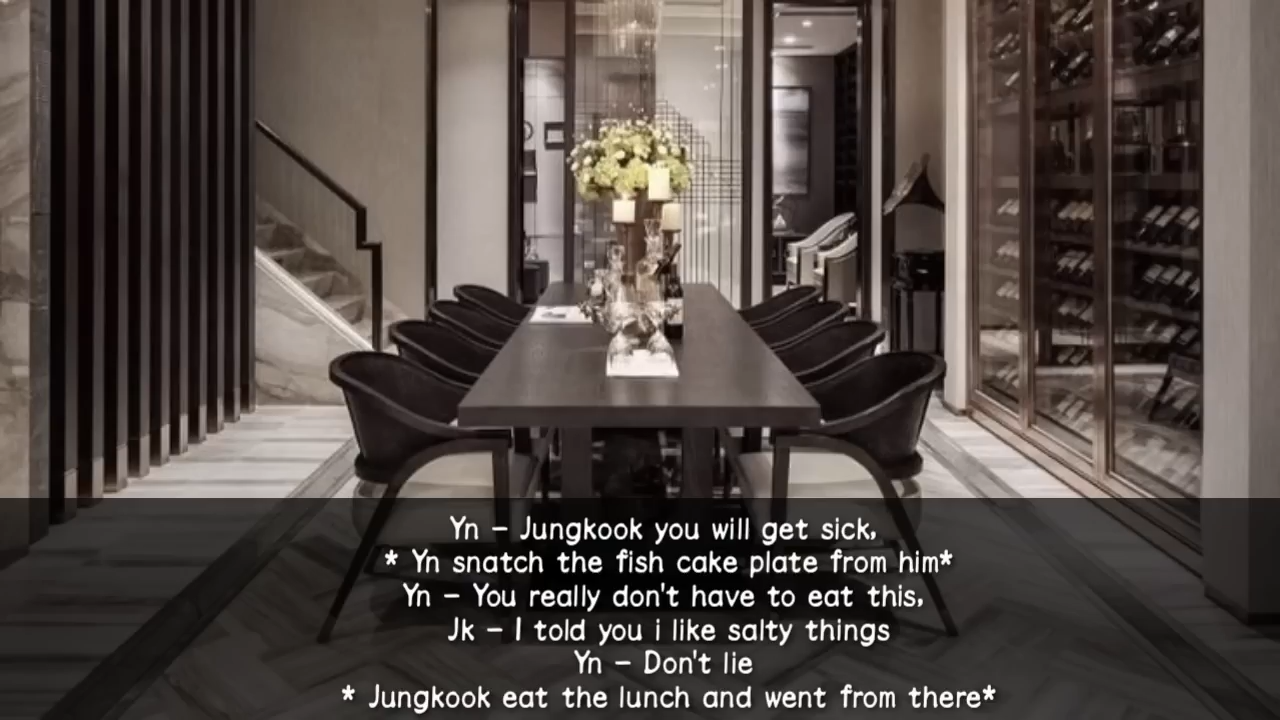 Yn - Jungkook you will get sick,
* Yn snatch the fish cake plate from him*
Yn - You really don't have to eat this,
Jk - I told you i like salty things
Yn - Don't lie
* Jungkook eat the lunch and went from there*